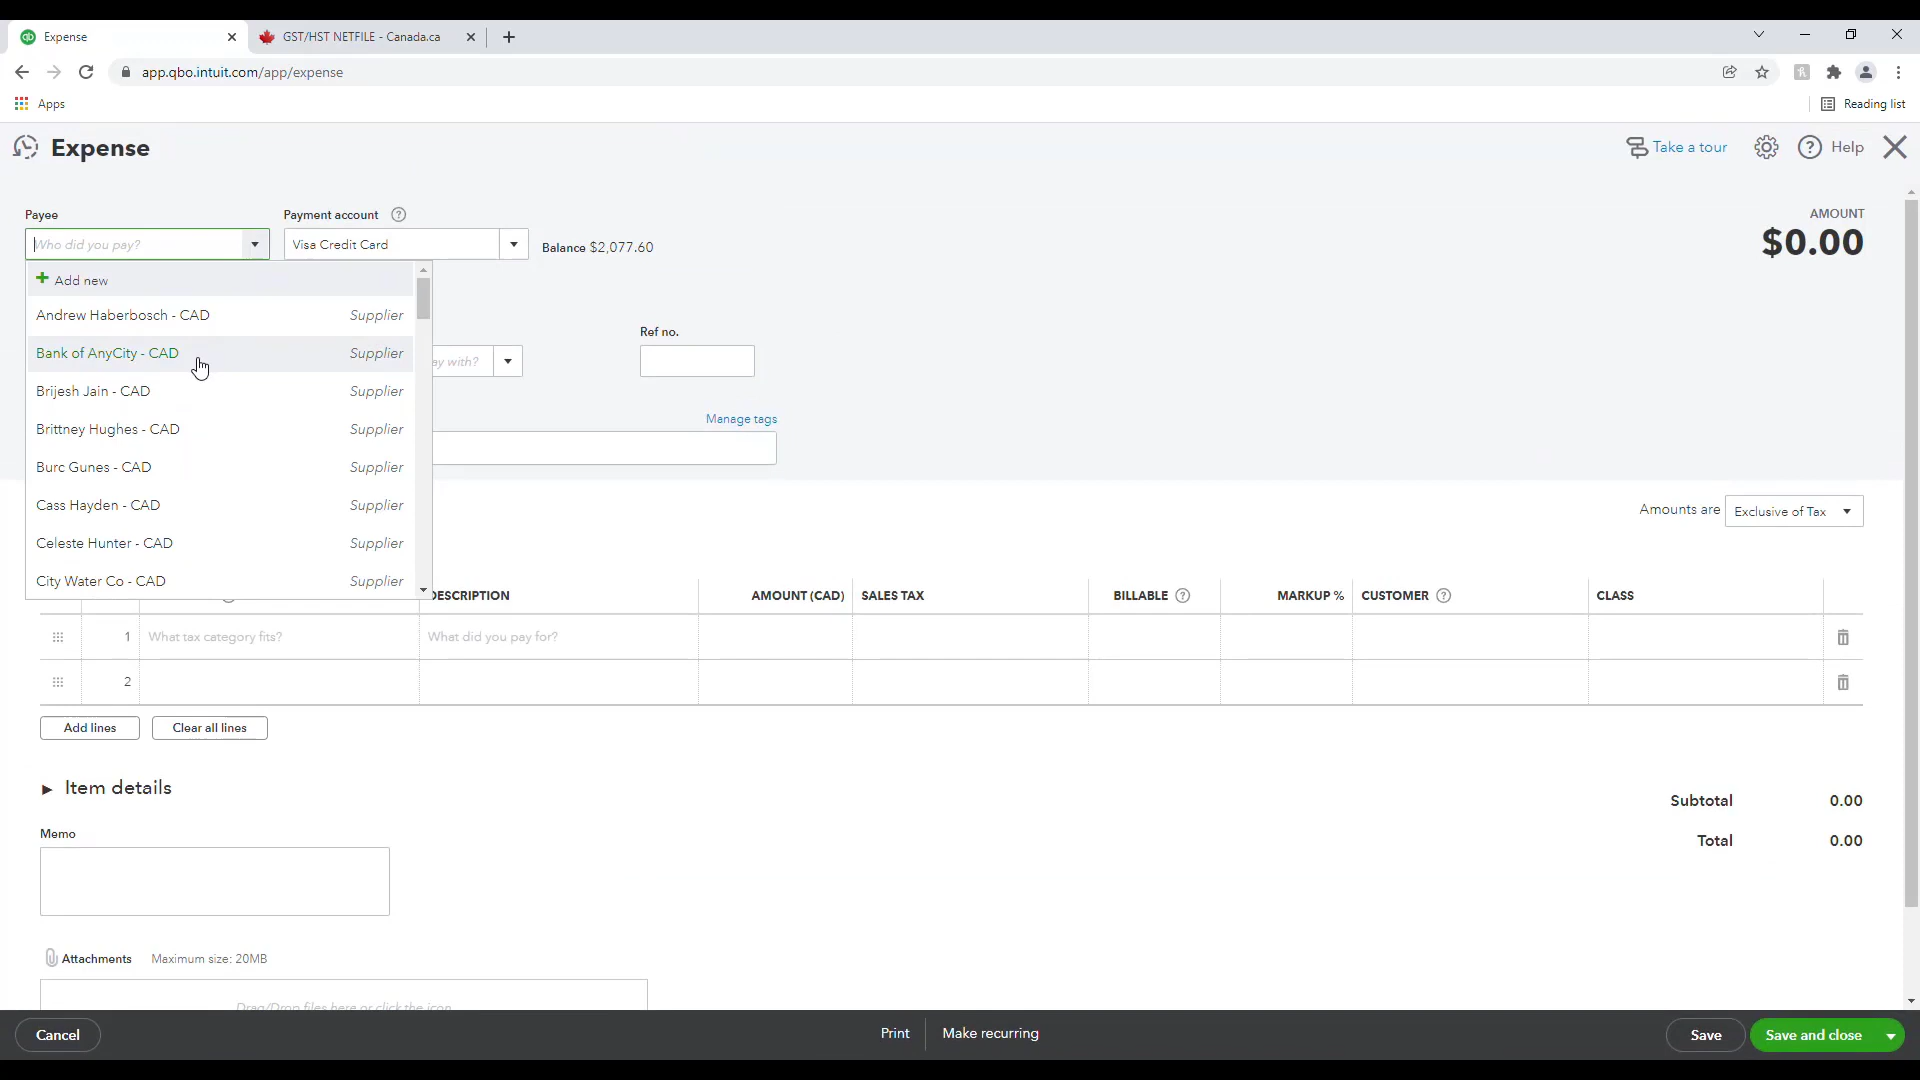 Expense
GST/HST NETFILE - Canada.ca
app.qbo.intuit.com/app/expense
Apps
Reading list
Expense
Take a tour
Help
Payee
Payment account
AMOUNT
Who did you pay?
Visa Credit Card
Balance $2,077.60
$0.00
Add new
Andrew Haberbosch - CAD Supplier
Bank of AnyCity - CAD Supplier
Brijesh Jain - CAD Supplier
Brittney Hughes - CAD Supplier
Burc Gunes - CAD Supplier
Cass Hayden - CAD Supplier
Celeste Hunter - CAD Supplier
City Water Co - CAD Supplier
Ref no.
ay with?
Manage tags
Amounts are Exclusive of Tax
DESCRIPTION AMOUNT (CAD) SALES TAX BILLABLE MARKUP % CUSTOMER CLASS
1 What tax category fits? What did you pay for?
2
Add lines Clear all lines
Item details
Subtotal 0.00
Total 0.00
Memo
Attachments Maximum size: 20MB
Drag/Drop files here or click the icon
Cancel
Print
Make recurring
Save
Save and close